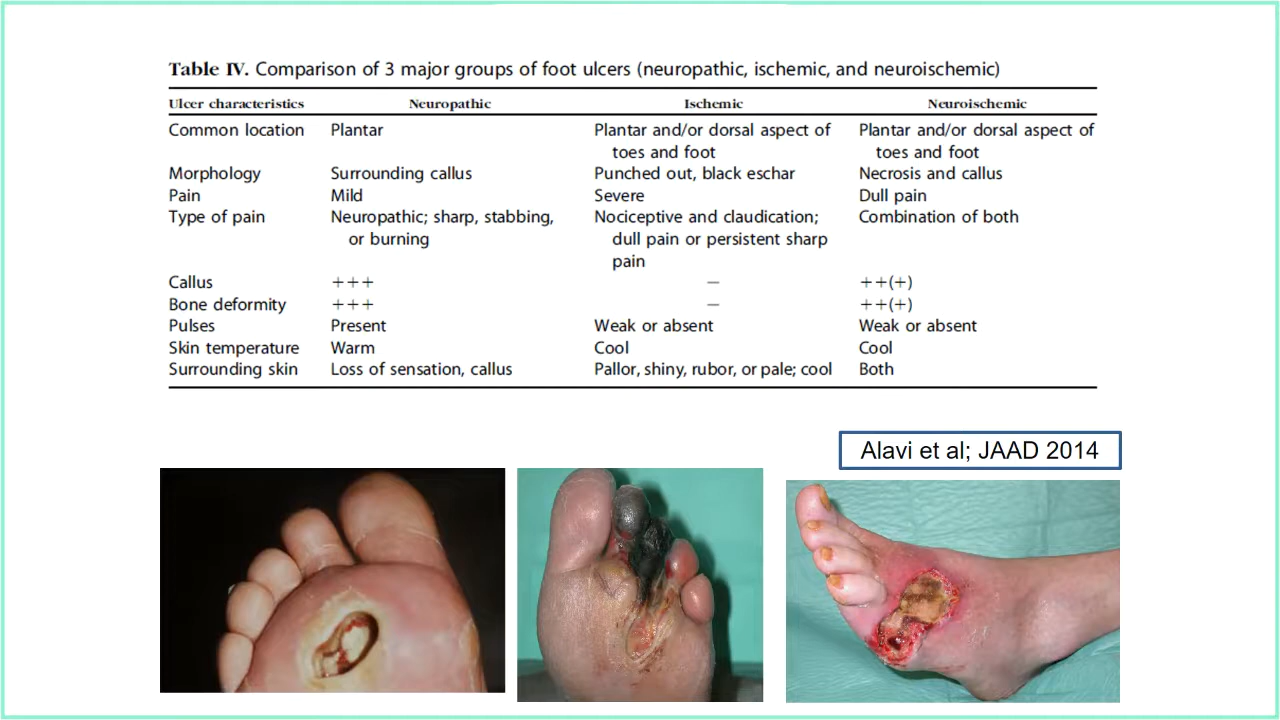 Table IV. Comparison of 3 major groups of foot ulcers (neuropathic, ischemic, and neuroischemic)
Ulcer characteristics Neuropathic Ischemic Neuroischemic
Common location Plantar Plantar and/or dorsal aspect of toes and foot Plantar and/or dorsal aspect of toes and foot
Morphology Surrounding callus Punched out, black eschar Necrosis and callus
Pain Mild Severe Dull pain
Type of pain Neuropathic; sharp, stabbing, or burning Nociceptive and claudication; dull pain or persistent sharp pain Combination of both
Callus +++ − ++(+)
Bone deformity +++ − ++(+)
Pulses Present Weak or absent Weak or absent
Skin temperature Warm Cool Cool
Surrounding skin Loss of sensation, callus Pallor, shiny, rubor, or pale; cool Both
Alavi et al; JAAD 2014